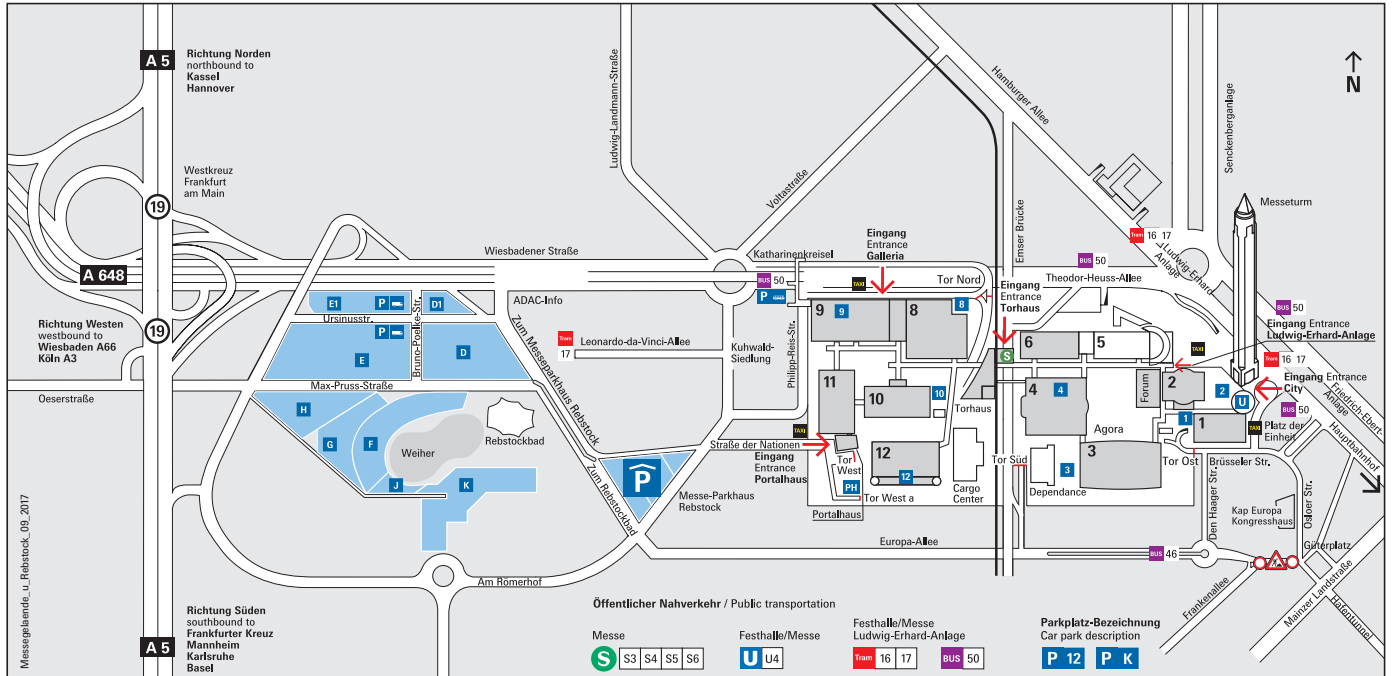 A 5
Richtung Norden
northbound to
Kassel
Hannover
Ludwig-Landmann-Straße
Voltastraße
Hamburger Allee
Senckenberganlage
N
Westkreuz
Frankfurt
am Main
19
Messeturm
Emser Brücke
Tram 16 17
Ludwig-Erhard-
Anlage
Wiesbadener Straße
Katharinenkreisel
Eingang
Entrance
Galleria
BUS 50
Theodor-Heuss-Allee
A 648
BUS 50
P
TAXI
Tor Nord
Eingang
Entrance
Torhaus
E1
P
D1
ADAC-Info
Ursinusstr.
Bruno-Poelke-Str.
P
E
D
19
Richtung Westen
westbound to
Wiesbaden A66
Köln A3
Zum Messeparkhaus Rebstock
Tram
17
Leonardo-da-Vinci-Allee
Kuhwald-
Siedlung
Philipp-Reis-Str.
9
9
8
8
S
6
5
TAXI
BUS 50
Eingang Entrance
Ludwig-Erhard-Anlage
Tram 16 17
Eingang Entrance
City
Friedrich-Ebert-
Anlage
Max-Pruss-Straße
Oeserstraße
11
10
10
Torhaus
4
4
Forum
2
2
U
BUS 50
H
G
F
Weiher
Rebstockbad
J
K
TAXI
Straße der Nationen
Eingang
Entrance
Portalhaus
Tor
West
12
12
PH
Tor West a
Portalhaus
Cargo
Center
Tor Süd
3
Dependance
Agora
3
1
1
TAXI
Platz der
Einheit
Tor Ost
Brüsseler Str.
Hauptbahnhof
P
Messe-Parkhaus
Rebstock
Zum Rebstockbad
Den Haager Str.
Osloer Str.
Kap Europa
Kongresshaus
Europa-Allee
BUS 46
Güterplatz
Am Römerhof
Frankenallee
Mainzer Landstraße
Hafentunnel
Messegelaende_u_Rebstock_09_2017
A 5
Richtung Süden
southbound to
Frankfurter Kreuz
Mannheim
Karlsruhe
Basel
Öffentlicher Nahverkehr / Public transportation
Messe
S S3 S4 S5 S6
Festhalle/Messe
U U4
Festhalle/Messe
Ludwig-Erhard-Anlage
Tram 16 17 BUS 50
Parkplatz-Bezeichnung
Car park description
P 12 P K